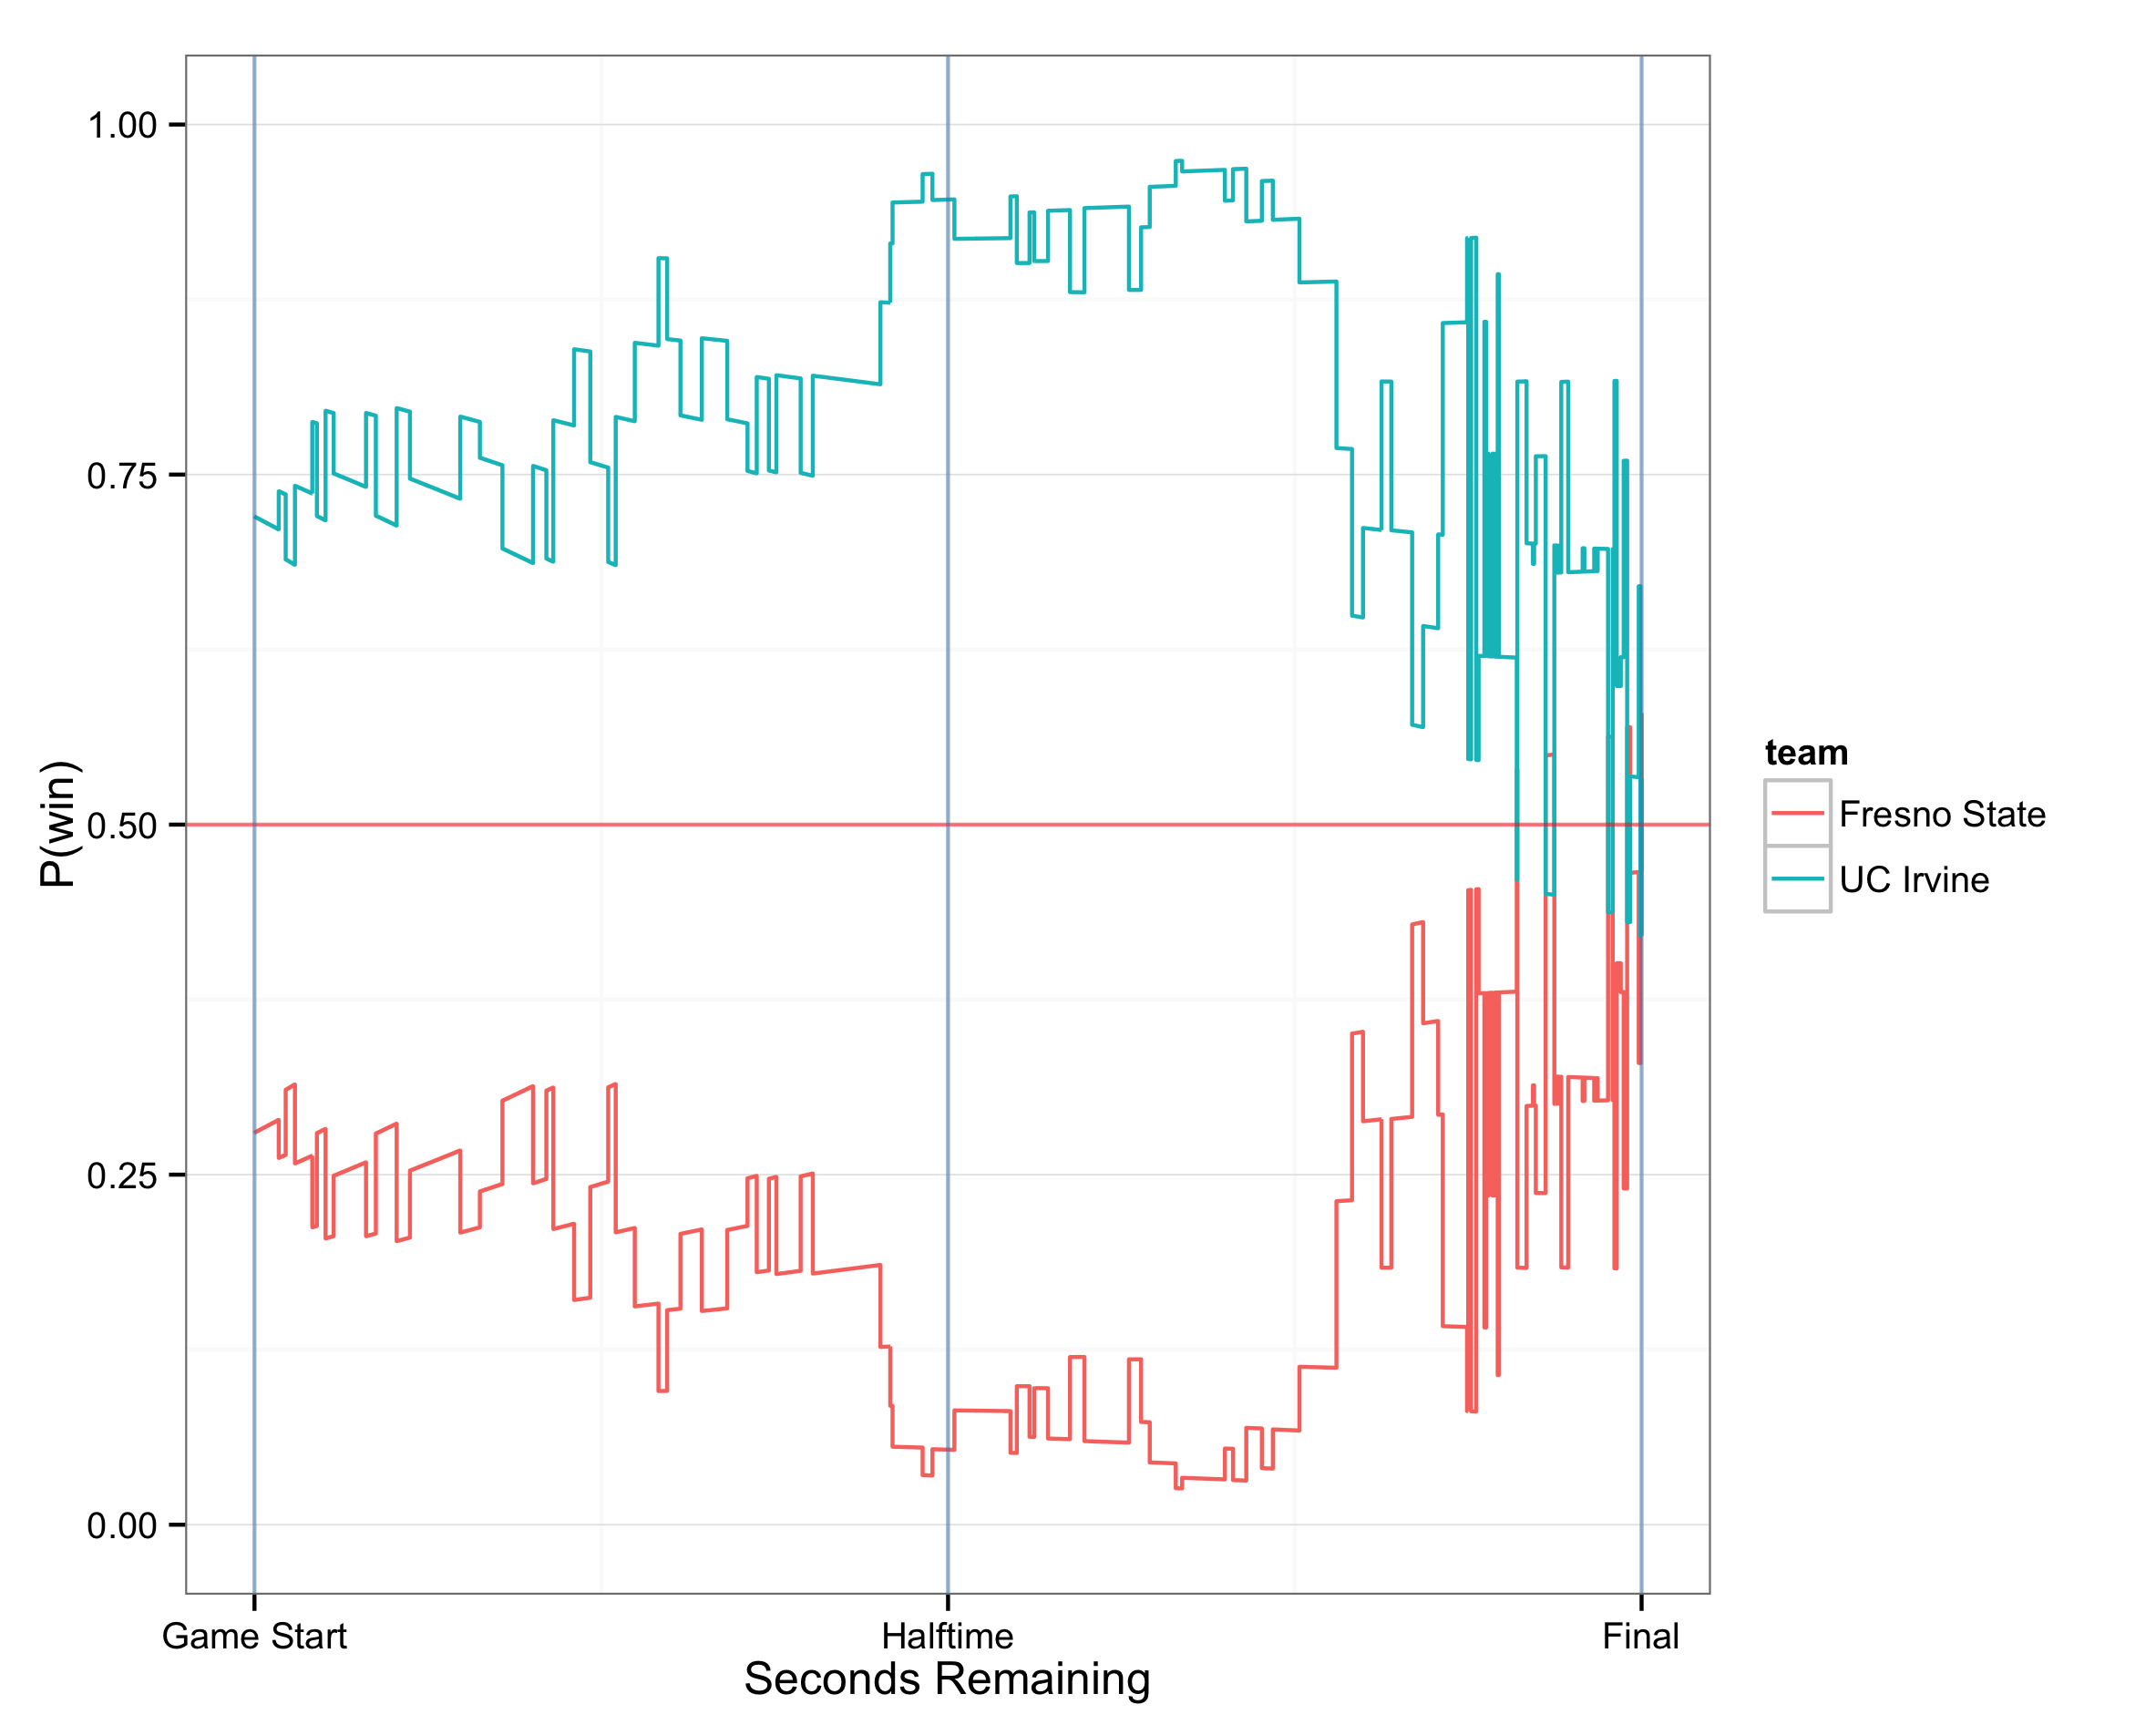 P(win)
1.00
0.75
0.50
0.25
0.00
Game Start
Halftime
Final
Seconds Remaining
team
Fresno State
UC Irvine